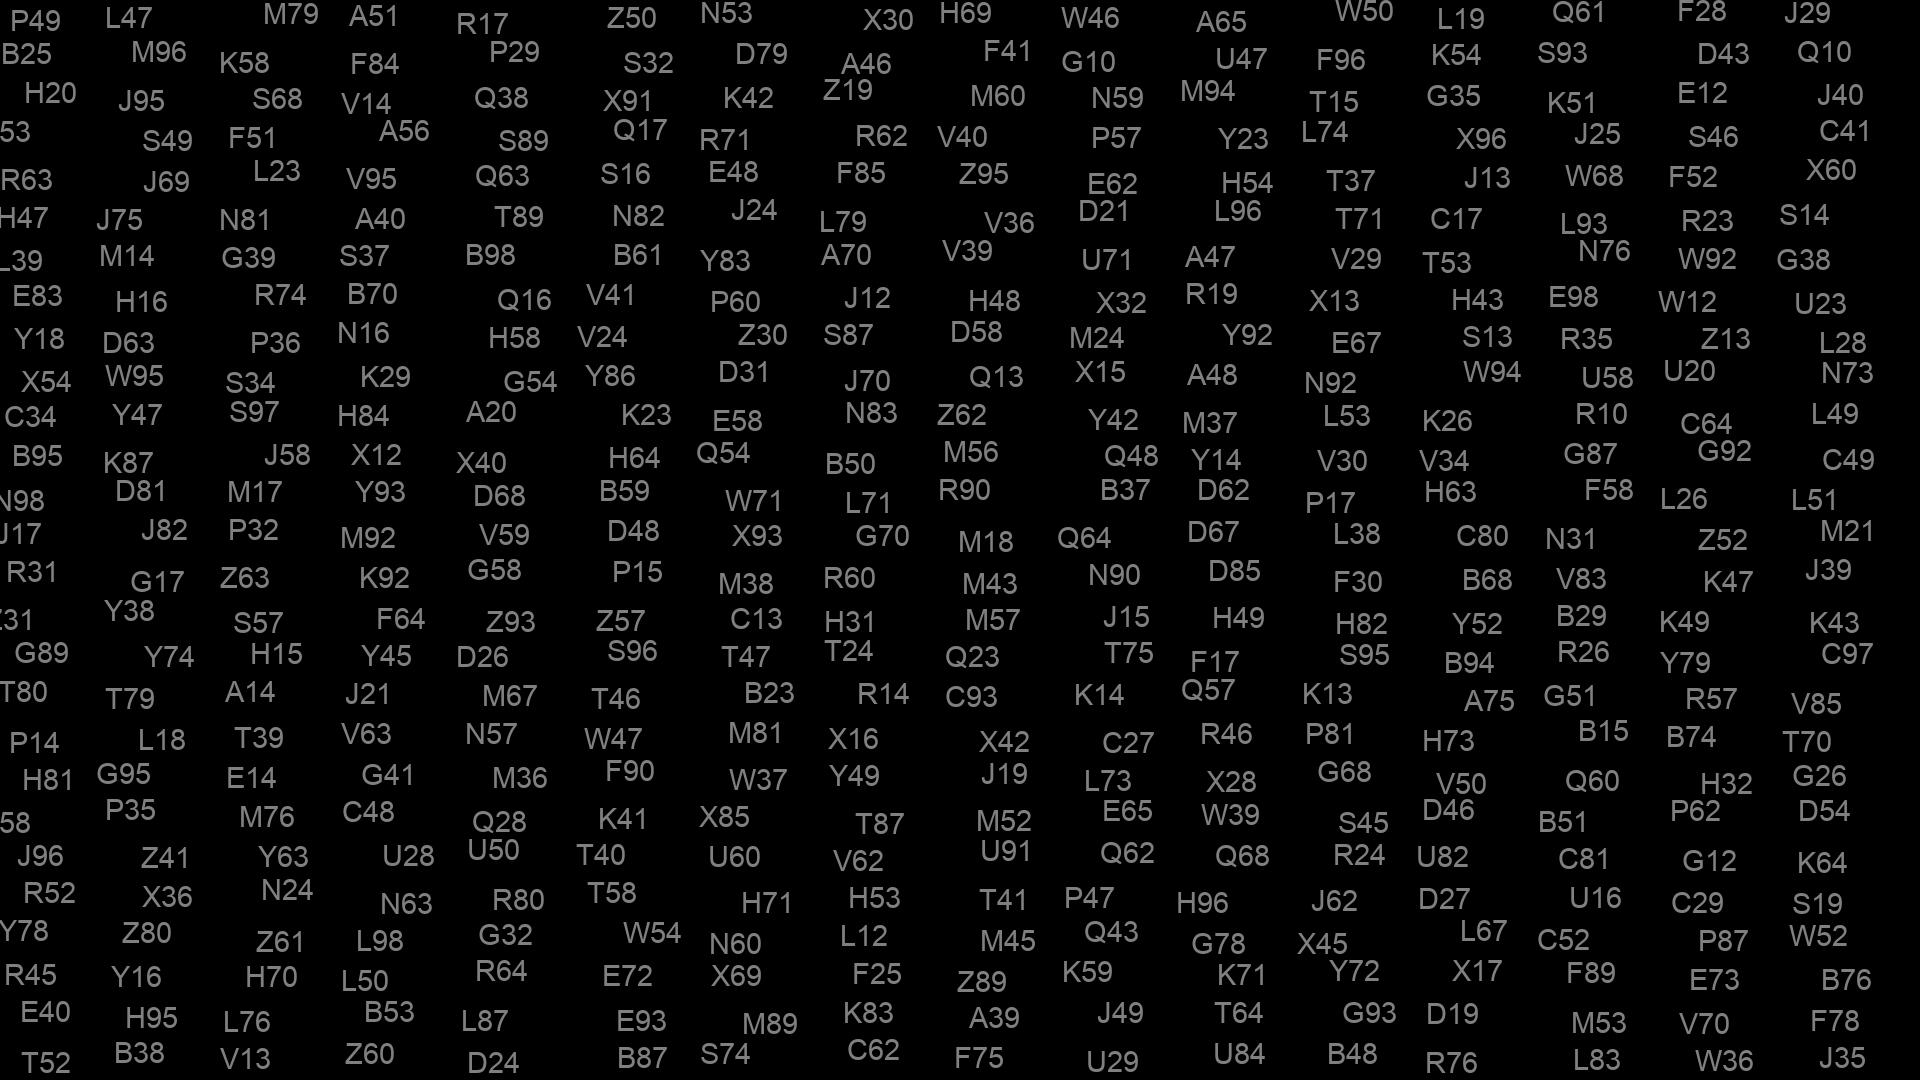 P49 L47 M79 A51 R17 Z50 N53 X30 H69 W46 A65 W50 L19 Q61 F28 J29
B25 M96 K58 F84 P29 S32 D79 A46 F41 G10 U47 F96 K54 S93 D43 Q10
H20 J95 S68 V14 Q38 X91 K42 Z19 M60 N59 M94 T15 G35 K51 E12 J40
53 S49 F51 A56 S89 Q17 R71 R62 V40 P57 Y23 L74 X96 J25 S46 C41
R63 J69 L23 V95 Q63 S16 E48 F85 Z95 E62 H54 T37 J13 W68 F52 X60
H47 J75 N81 A40 T89 N82 J24 L79 V36 D21 L96 T71 C17 L93 R23 S14
L39 M14 G39 S37 B98 B61 Y83 A70 V39 U71 A47 V29 T53 N76 W92 G38
E83 H16 R74 B70 Q16 V41 P60 J12 H48 X32 R19 X13 H43 E98 W12 U23
Y18 D63 P36 N16 H58 V24 Z30 S87 D58 M24 Y92 E67 S13 R35 Z13 L28
X54 W95 S34 K29 G54 Y86 D31 J70 Q13 X15 A48 N92 W94 U58 U20 N73
C34 Y47 S97 H84 A20 K23 E58 N83 Z62 Y42 M37 L53 K26 R10 C64 L49
B95 K87 J58 X12 X40 H64 Q54 B50 M56 Q48 Y14 V30 V34 G87 G92 C49
N98 D81 M17 Y93 D68 B59 W71 L71 R90 B37 D62 P17 H63 F58 L26 L51
J17 J82 P32 M92 V59 D48 X93 G70 M18 Q64 D67 L38 C80 N31 Z52 M21
R31 G17 Z63 K92 G58 P15 M38 R60 M43 N90 D85 F30 B68 V83 K47 J39
Z31 Y38 S57 F64 Z93 Z57 C13 H31 M57 J15 H49 H82 Y52 B29 K49 K43
G89 Y74 H15 Y45 D26 S96 T47 T24 Q23 T75 F17 S95 B94 R26 Y79 C97
T80 T79 A14 J21 M67 T46 B23 R14 C93 K14 Q57 K13 A75 G51 R57 V85
P14 L18 T39 V63 N57 W47 M81 X16 X42 C27 R46 P81 H73 B15 B74 T70
H81 G95 E14 G41 M36 F90 W37 Y49 J19 L73 X28 G68 V50 Q60 H32 G26
58 P35 M76 C48 Q28 K41 X85 T87 M52 E65 W39 S45 D46 B51 P62 D54
J96 Z41 Y63 U28 U50 T40 U60 V62 U91 Q62 Q68 R24 U82 C81 G12 K64
R52 X36 N24 N63 R80 T58 H71 H53 T41 P47 H96 J62 D27 U16 C29 S19
Y78 Z80 Z61 L98 G32 W54 N60 L12 M45 Q43 G78 X45 L67 C52 P87 W52
R45 Y16 H70 L50 R64 E72 X69 F25 Z89 K59 K71 Y72 X17 F89 E73 B76
E40 H95 L76 B53 L87 E93 M89 K83 A39 J49 T64 G93 D19 M53 V70 F78
T52 B38 V13 Z60 D24 B87 S74 C62 F75 U29 U84 B48 R76 L83 W36 J35